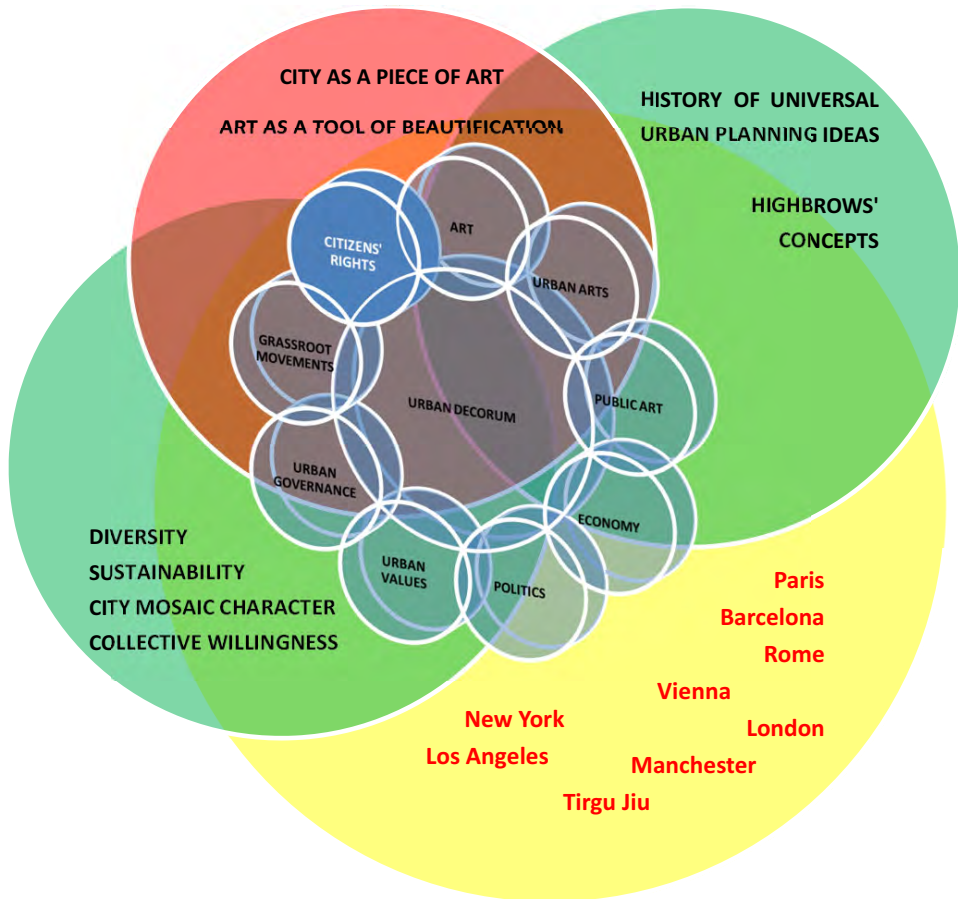 CITY AS A PIECE OF ART
ART AS A TOOL OF BEAUTIFICATION
HISTORY OF UNIVERSAL
URBAN PLANNING IDEAS
HIGHBROWS'
CONCEPTS
CITIZENS'
RIGHTS
ART
URBAN ARTS
GRASSROOT
MOVEMENTS
URBAN DECORUM
PUBLIC ART
URBAN
GOVERNANCE
ECONOMY
URBAN
VALUES
POLITICS
DIVERSITY
SUSTAINABILITY
CITY MOSAIC CHARACTER
COLLECTIVE WILLINGNESS
Paris
Barcelona
Rome
Vienna
New York
London
Los Angeles
Manchester
Tirgu Jiu